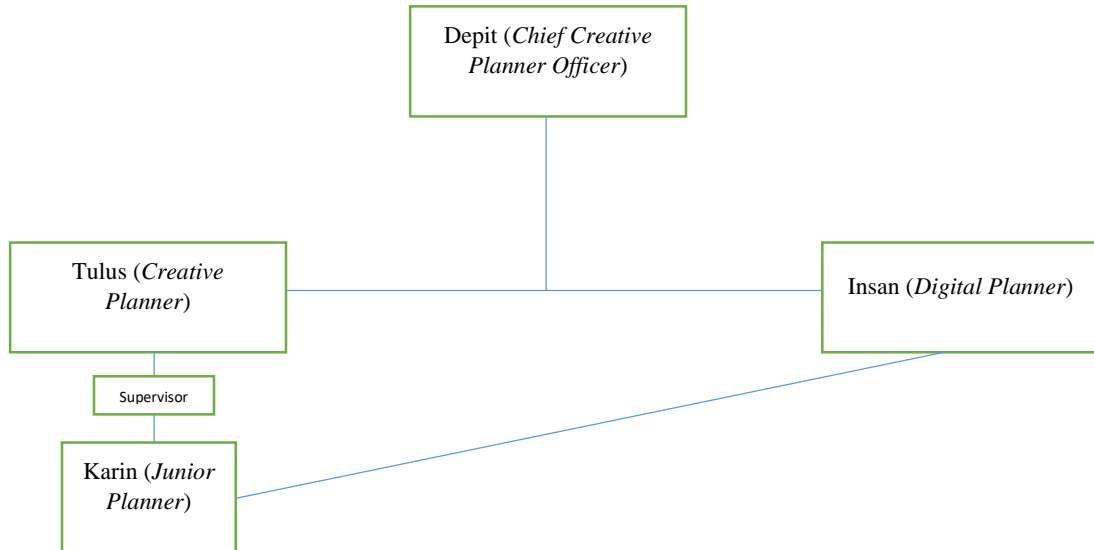 Depit (Chief Creative
Planner Officer)
Tulus (Creative
Planner)
Insan (Digital Planner)
Supervisor
Karin (Junior
Planner)